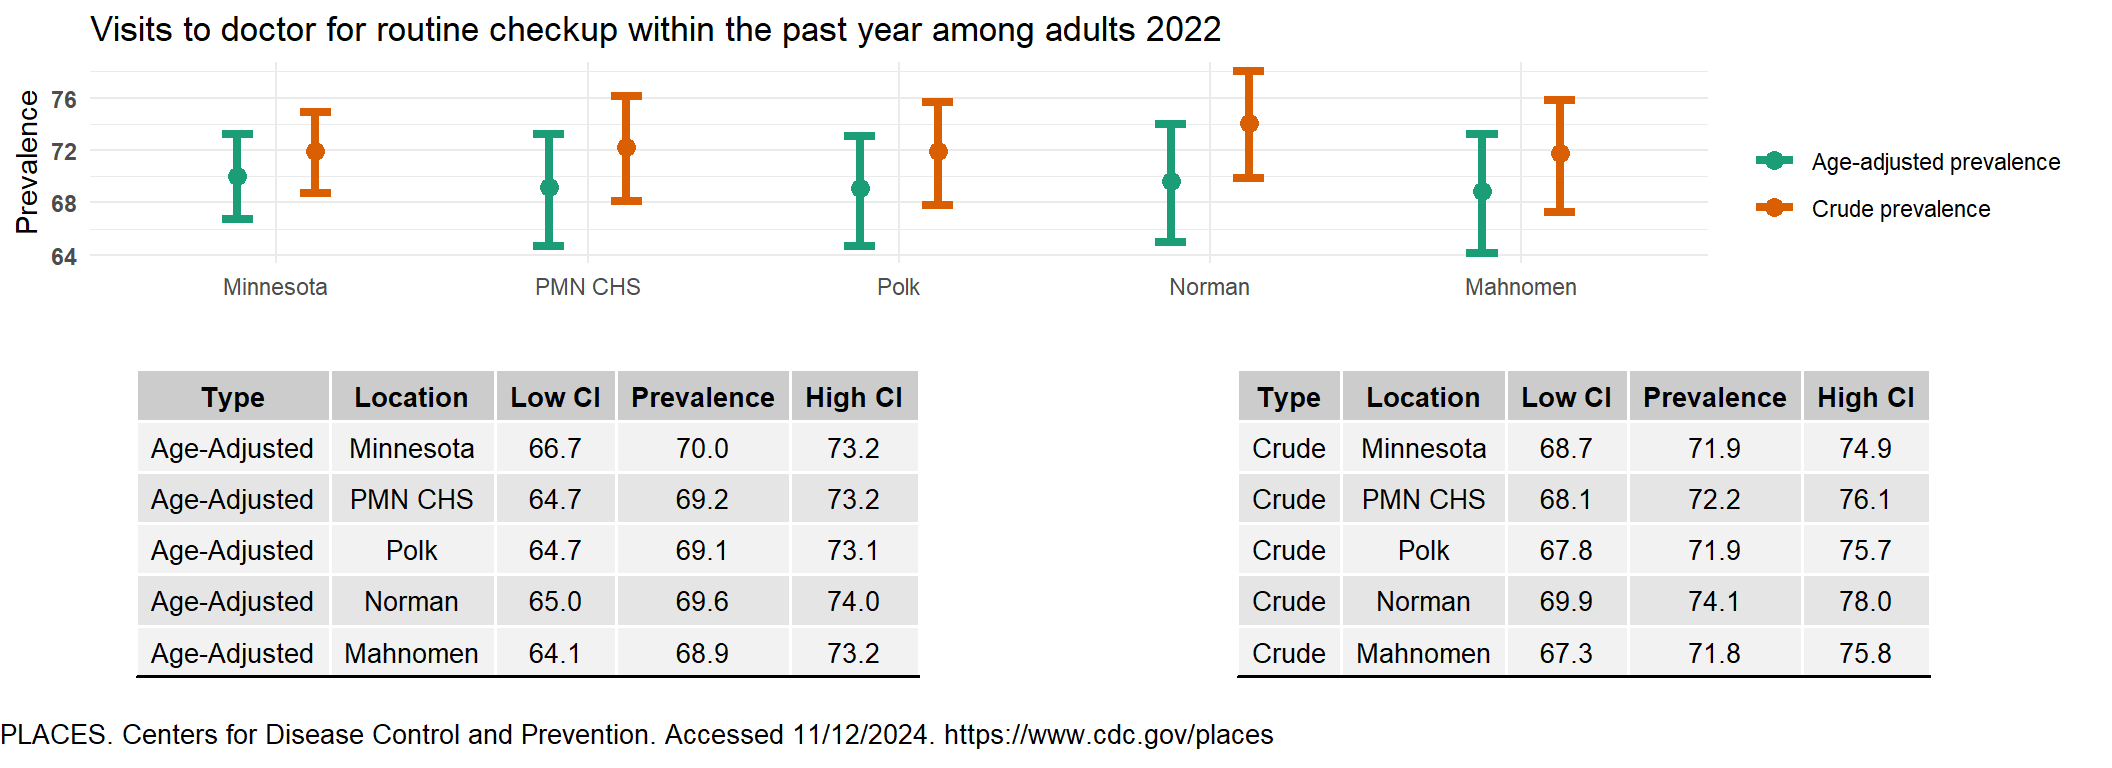 Visits to doctor for routine checkup within the past year among adults 2022
Prevalence
76
72
68
64
Minnesota PMN CHS Polk Norman Mahnomen
Age-adjusted prevalence
Crude prevalence
Type Location Low CI Prevalence High CI
Age-Adjusted Minnesota 66.7 70.0 73.2
Age-Adjusted PMN CHS 64.7 69.2 73.2
Age-Adjusted Polk 64.7 69.1 73.1
Age-Adjusted Norman 65.0 69.6 74.0
Age-Adjusted Mahnomen 64.1 68.9 73.2
Type Location Low CI Prevalence High CI
Crude Minnesota 68.7 71.9 74.9
Crude PMN CHS 68.1 72.2 76.1
Crude Polk 67.8 71.9 75.7
Crude Norman 69.9 74.1 78.0
Crude Mahnomen 67.3 71.8 75.8
PLACES. Centers for Disease Control and Prevention. Accessed 11/12/2024. https://www.cdc.gov/places